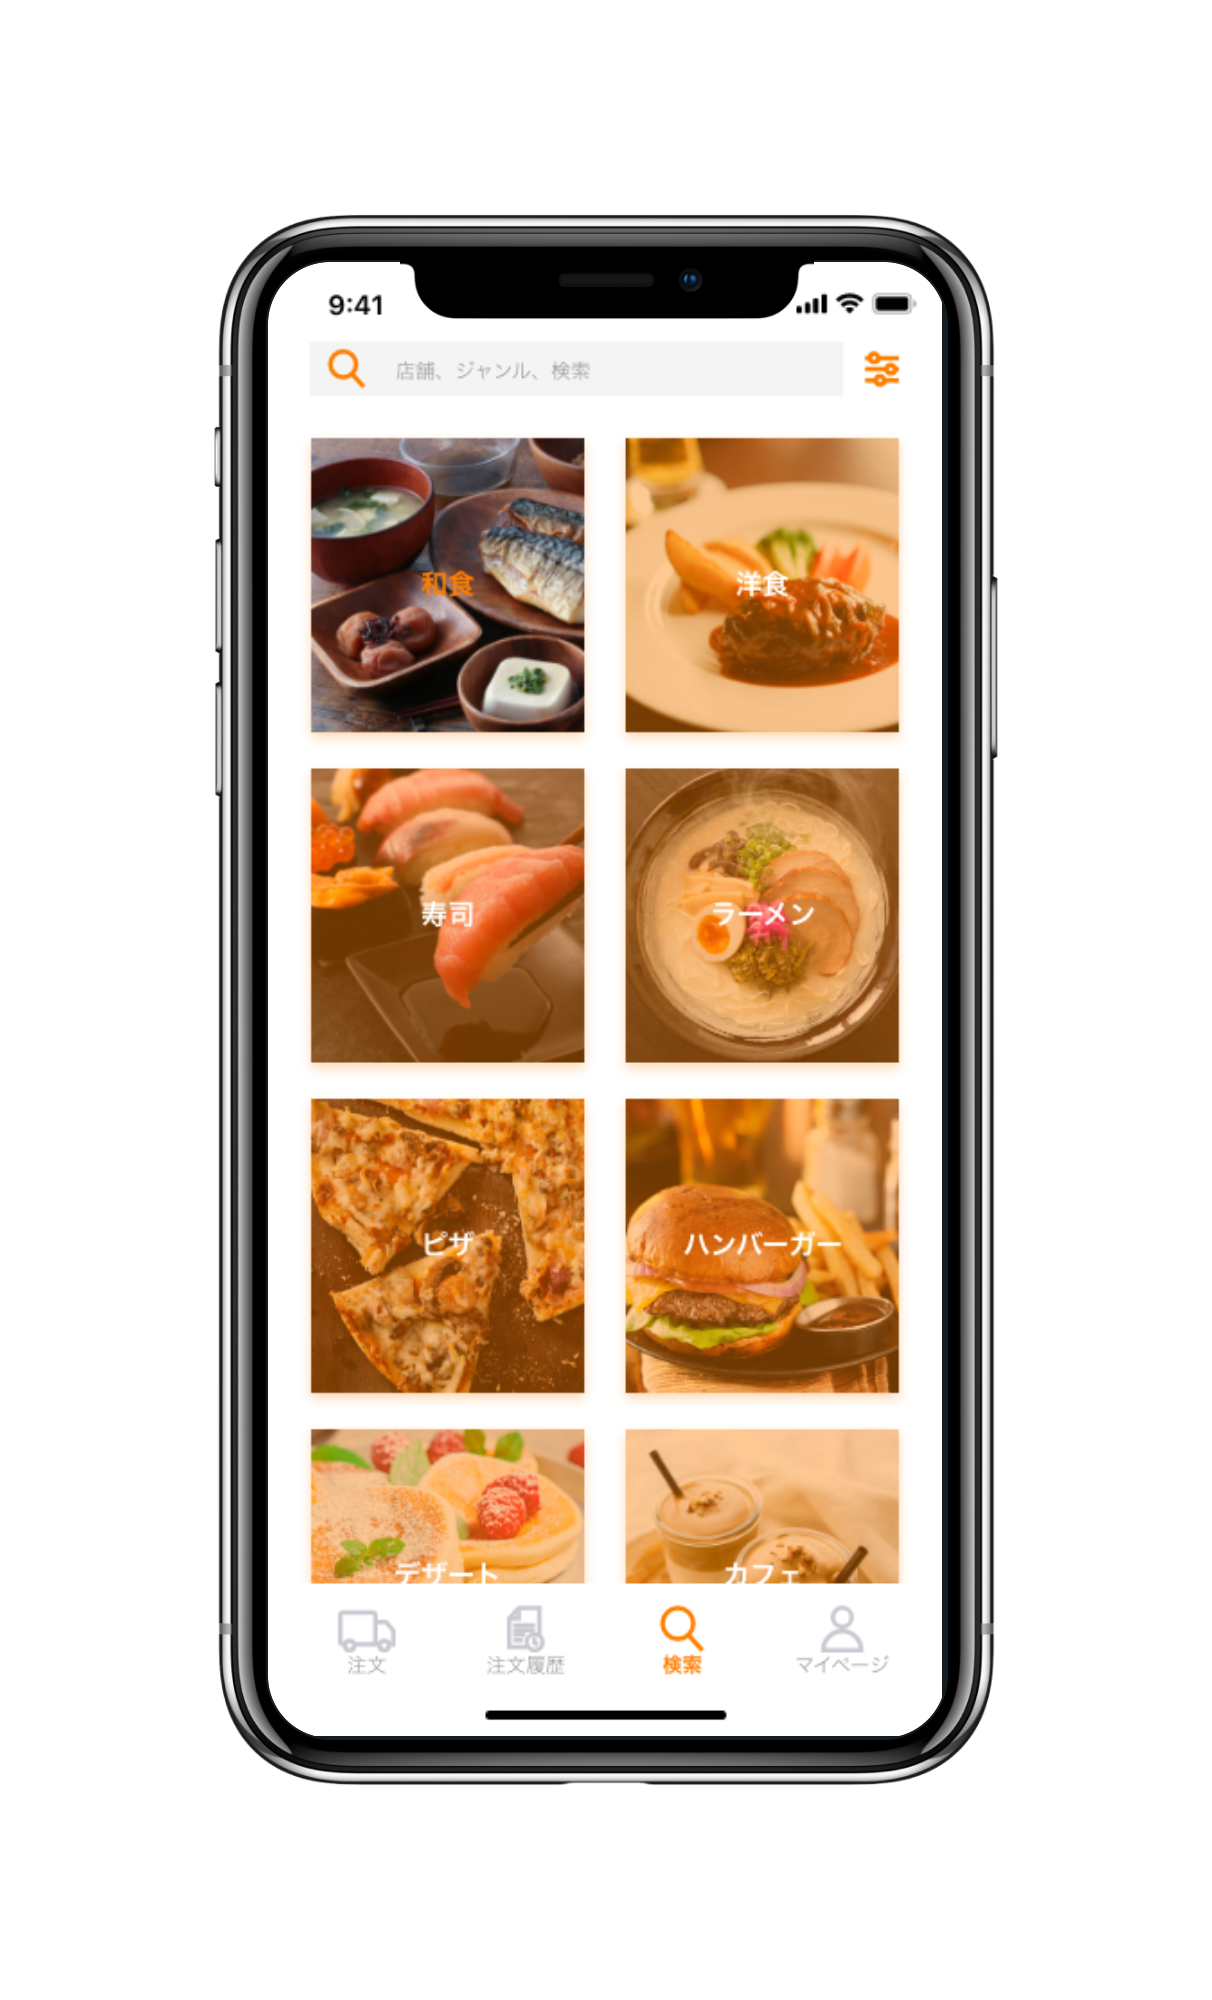 9:41
店舗、ジャンル、検索
和食
洋食
寿司
ラーメン
ピザ
ハンバーガー
デザート
カフェ
注文
注文履歴
検索
マイページ